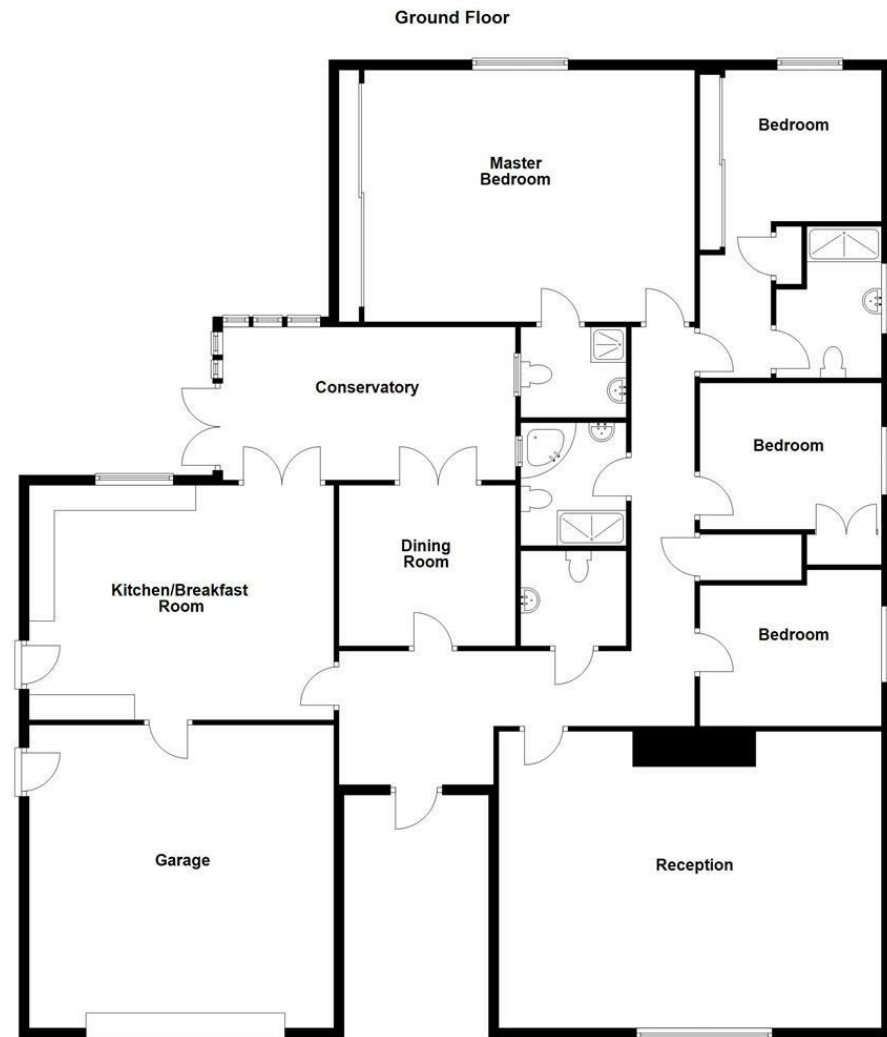 Ground Floor
Bedroom
Master
Bedroom
Conservatory
Bedroom
Dining
Room
Kitchen/Breakfast
Room
Bedroom
Garage
Reception